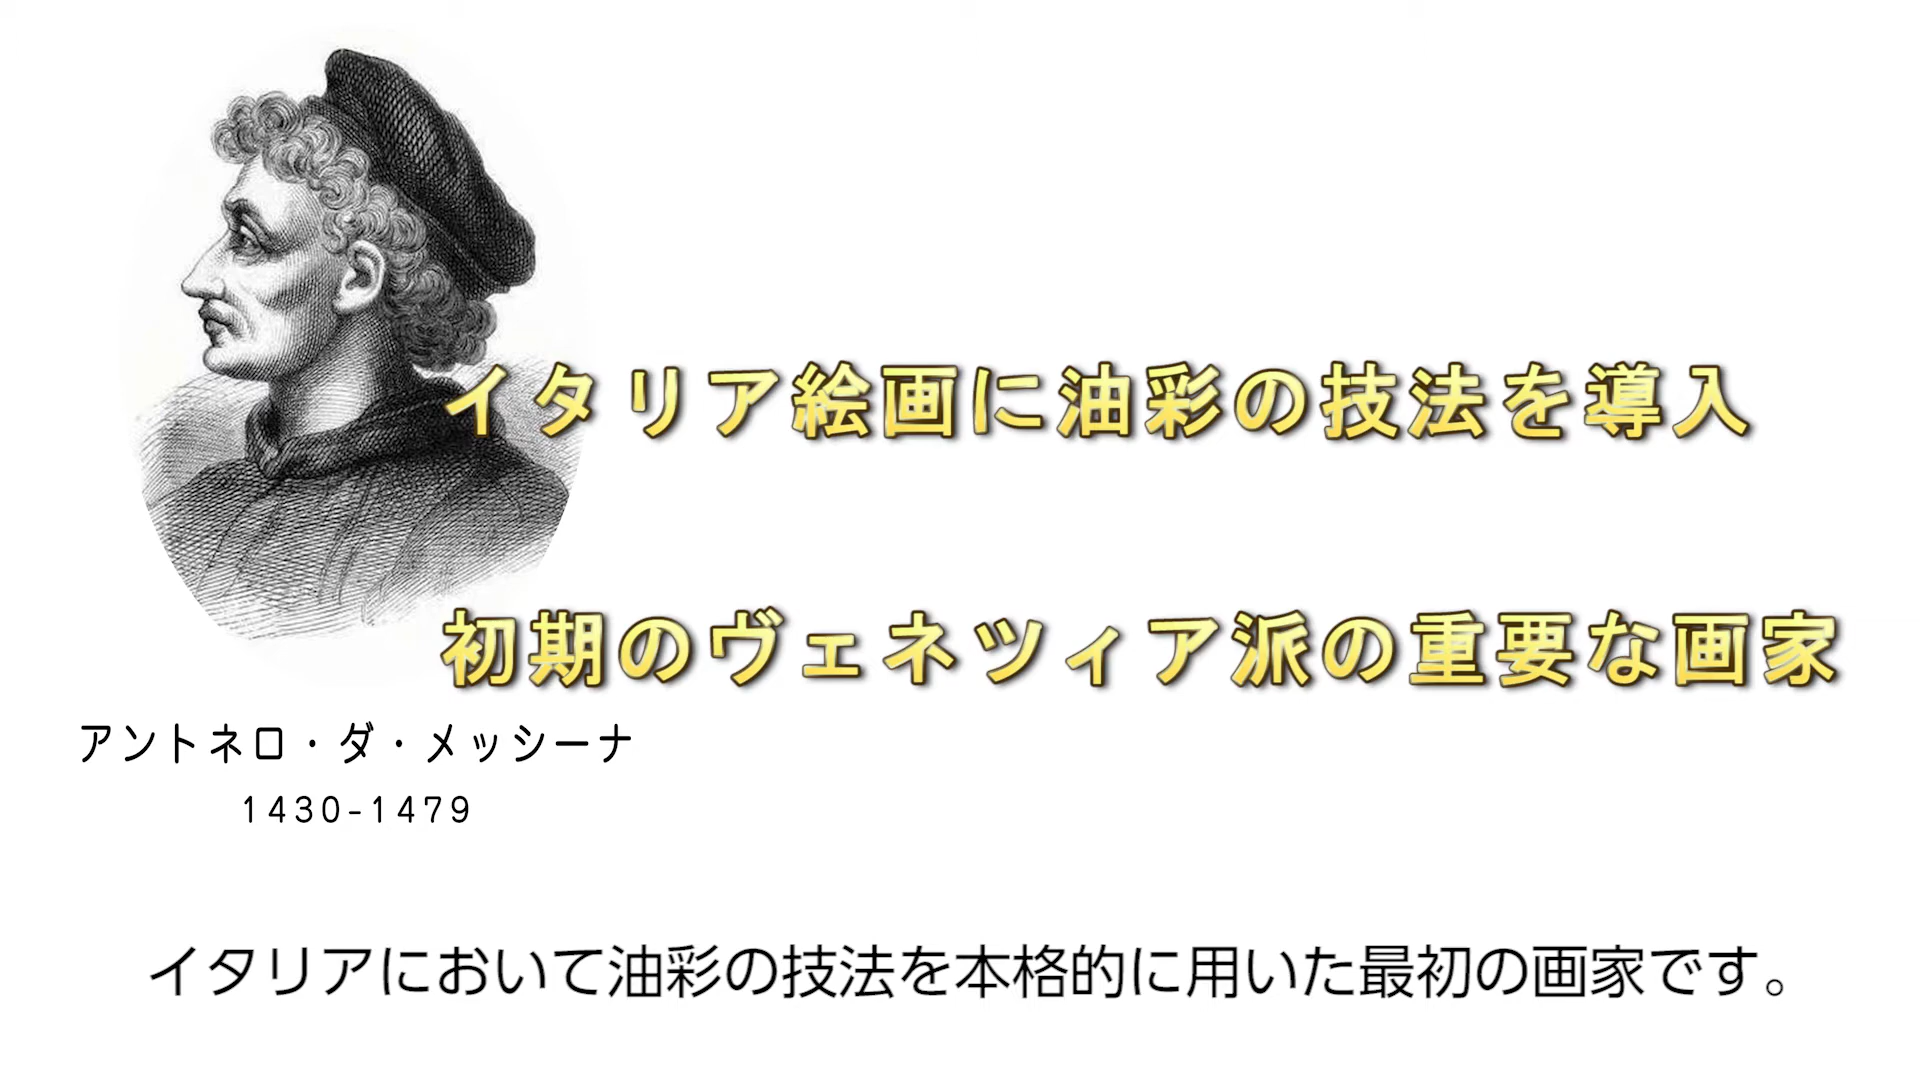 イタリア絵画に油彩の技法を導入
初期のヴェネツィア派の重要な画家
アントネロ・ダ・メッシーナ
1430-1479
イタリアにおいて油彩の技法を本格的に用いた最初の画家です。